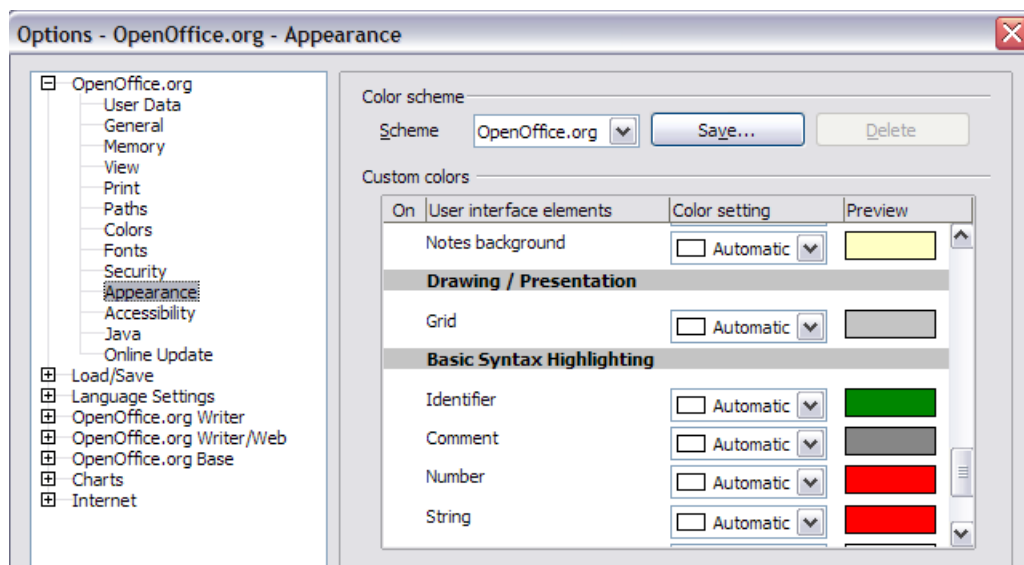 Options - OpenOffice.org - Appearance
OpenOffice.org
User Data
General
Memory
View
Print
Paths
Colors
Fonts
Security
Appearance
Accessibility
Java
Online Update
Load/Save
Language Settings
OpenOffice.org Writer
OpenOffice.org Writer/Web
OpenOffice.org Base
Charts
Internet
Color scheme
Scheme OpenOffice.org Save... Delete
Custom colors
On User interface elements Color setting Preview
Notes background Automatic
Drawing / Presentation
Grid Automatic
Basic Syntax Highlighting
Identifier Automatic
Comment Automatic
Number Automatic
String Automatic